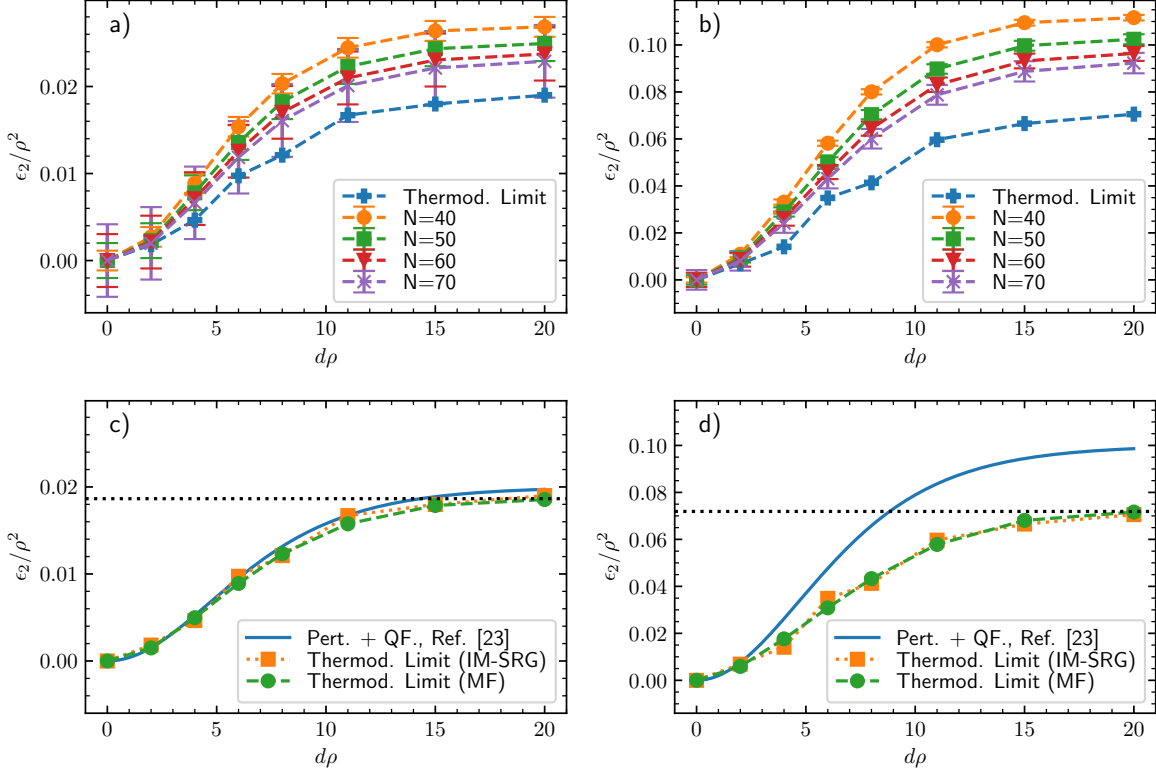 a)
0.02
0.01
0.00
ϵ₂/ρ²
0 5 10 15 20
dρ
Thermod. Limit
N=40
N=50
N=60
N=70
b)
0.10
0.08
0.06
0.04
0.02
0.00
ϵ₂/ρ²
0 5 10 15 20
dρ
Thermod. Limit
N=40
N=50
N=60
N=70
c)
0.02
0.01
0.00
ϵ₂/ρ²
0 5 10 15 20
dρ
Pert. + QF., Ref. [23]
Thermod. Limit (IM-SRG)
Thermod. Limit (MF)
d)
0.10
0.08
0.06
0.04
0.02
0.00
ϵ₂/ρ²
0 5 10 15 20
dρ
Pert. + QF., Ref. [23]
Thermod. Limit (IM-SRG)
Thermod. Limit (MF)